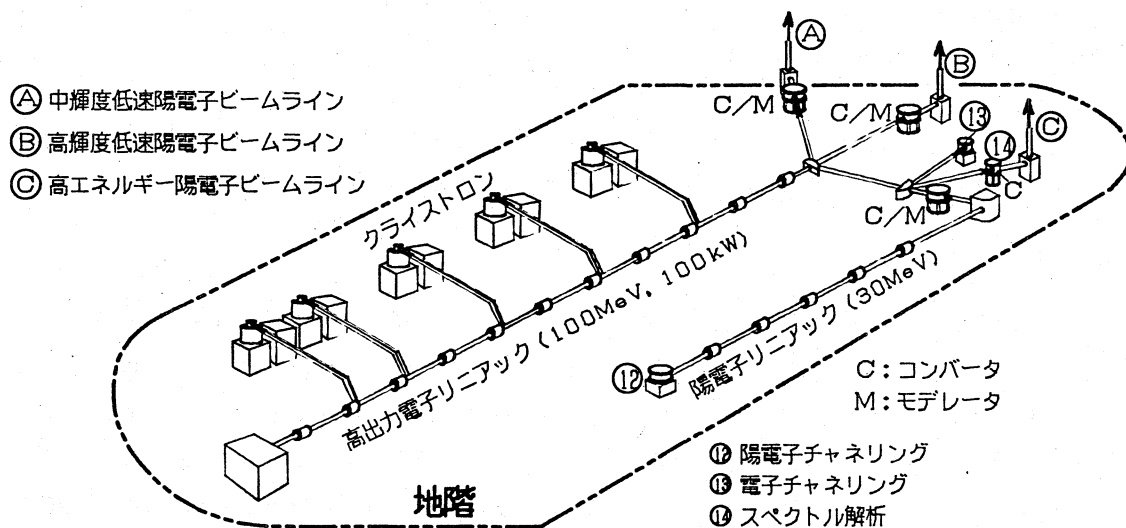 Ⓐ
Ⓐ 中輝度低速陽電子ビームライン
Ⓑ
C/M
C/M
Ⓑ 高輝度低速陽電子ビームライン
⑬
⑭
Ⓒ
Ⓒ 高エネルギー陽電子ビームライン
C
クライストロン
C/M
高出力電子リニアック(100MeV, 100kW)
陽電子リニアック(30MeV)
⑫
C:コンバータ
M:モデレータ
⑫ 陽電子チャネリング
⑬ 電子チャネリング
⑭ スペクトル解析
地階